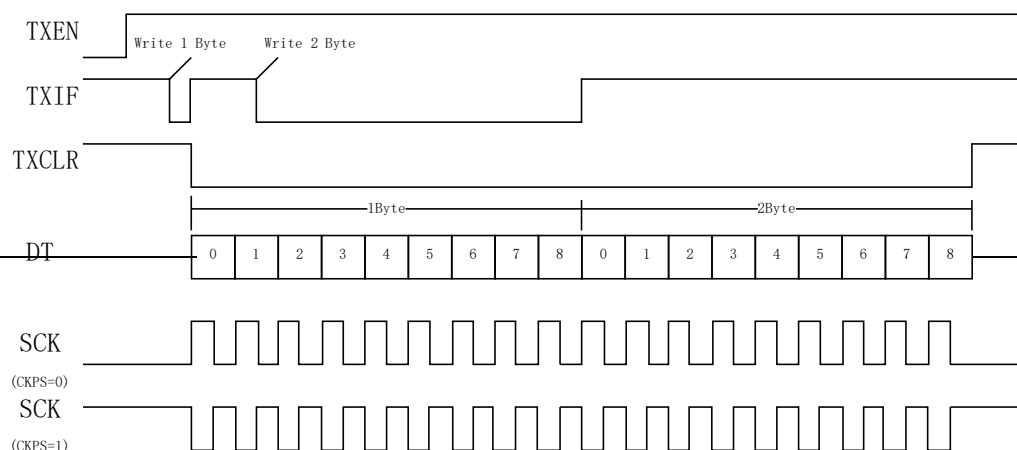 TXEN
Write 1 Byte Write 2 Byte
TXIF
TXCLR
1Byte 2Byte
DT 0 1 2 3 4 5 6 7 8 0 1 2 3 4 5 6 7 8
SCK
(CKPS=0)
SCK
(CKPS=1)